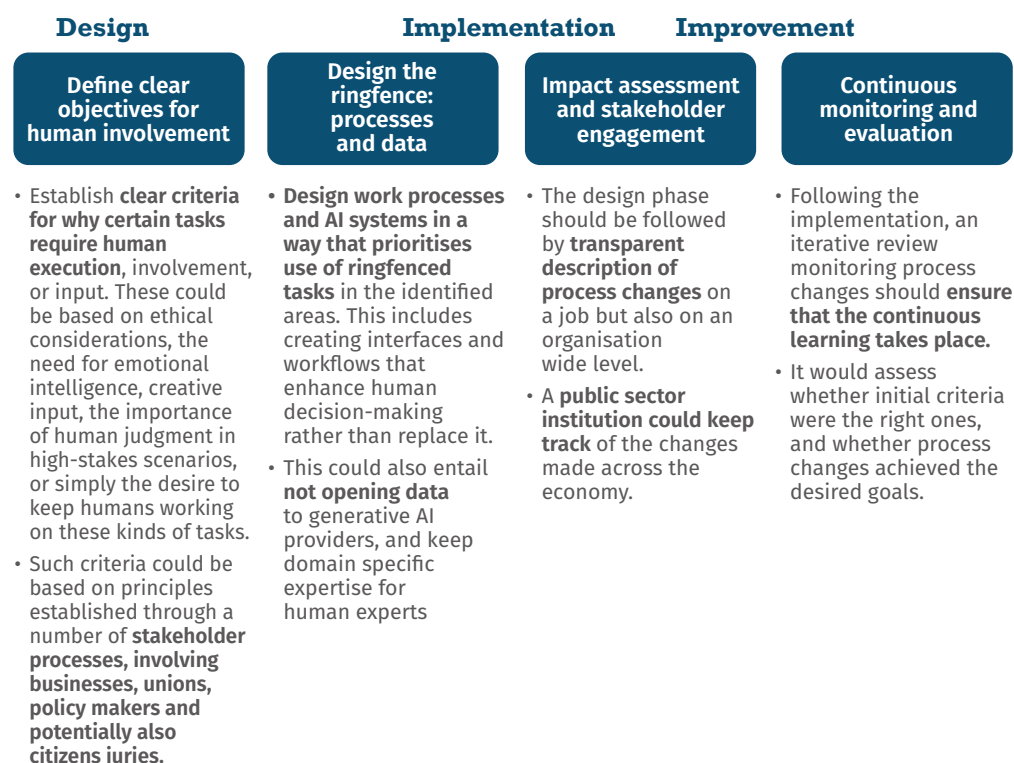 Design
Implementation
Improvement
Define clear
objectives for
human involvement
• Establish clear criteria
for why certain tasks
require human
execution, involvement,
or input. These could
be based on ethical
considerations, the
need for emotional
intelligence, creative
input, the importance
of human judgment in
high-stakes scenarios,
or simply the desire to
keep humans working
on these kinds of tasks.
• Such criteria could be
based on principles
established through a
number of stakeholder
processes, involving
businesses, unions,
policy makers and
potentially also
citizens juries.
Design the
ringfence:
processes
and data
• Design work processes
and AI systems in a
way that prioritises
use of ringfenced
tasks in the identified
areas. This includes
creating interfaces and
workflows that
enhance human
decision-making
rather than replace it.
• This could also entail
not opening data
to generative AI
providers, and keep
domain specific
expertise for
human experts
Impact assessment
and stakeholder
engagement
• The design phase
should be followed
by transparent
description of
process changes on
a job but also on an
organisation
wide level.
• A public sector
institution could keep
track of the changes
made across the
economy.
Continuous
monitoring and
evaluation
• Following the
implementation, an
iterative review
monitoring process
changes should ensure
that the continuous
learning takes place.
• It would assess
whether initial criteria
were the right ones,
and whether process
changes achieved the
desired goals.